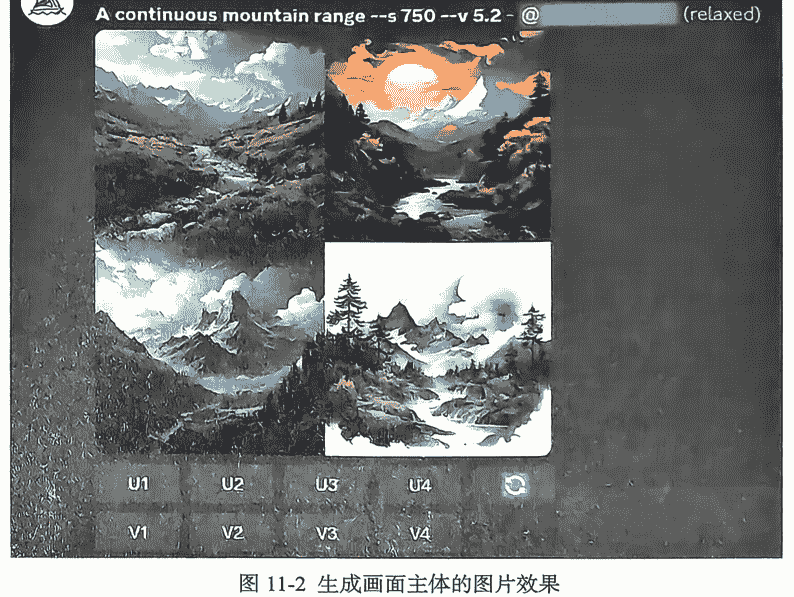 A continuous mountain range --s 750 --v 5.2 - @ (relaxed)
U1 U2 U3 U4
V1 V2 V3 V4
图 11-2 生成画面主体的图片效果